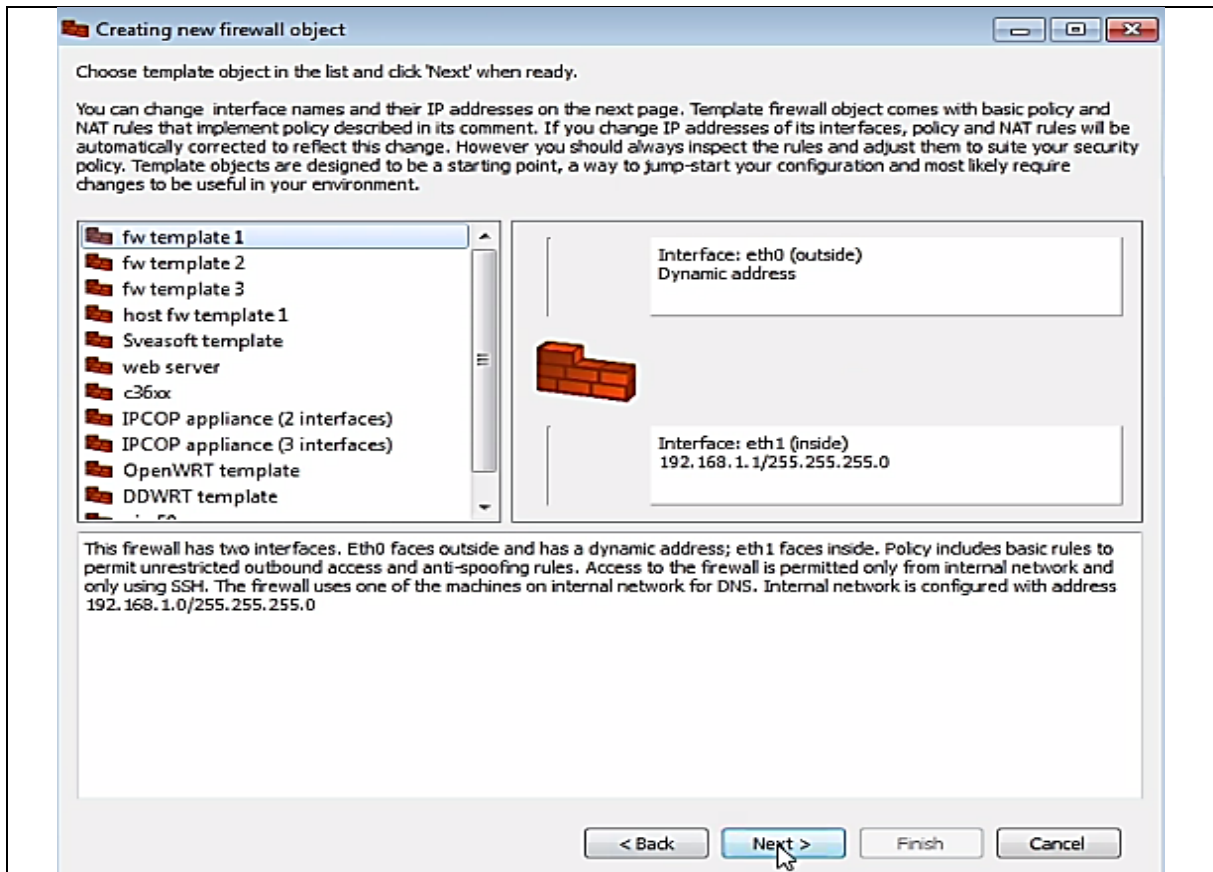 Creating new firewall object
Choose template object in the list and click 'Next' when ready.
You can change interface names and their IP addresses on the next page. Template firewall object comes with basic policy and
NAT rules that implement policy described in its comment. If you change IP addresses of its interfaces, policy and NAT rules will be
automatically corrected to reflect this change. However you should always inspect the rules and adjust them to suite your security
policy. Template objects are designed to be a starting point, a way to jump-start your configuration and most likely require
changes to be useful in your environment.
fw template 1
fw template 2
fw template 3
host fw template 1
Sveasoft template
web server
c36xx
IPCOP appliance (2 interfaces)
IPCOP appliance (3 interfaces)
OpenWRT template
DDWRT template
Interface: eth0 (outside)
Dynamic address
Interface: eth1 (inside)
192.168.1.1/255.255.255.0
This firewall has two interfaces. Eth0 faces outside and has a dynamic address; eth1 faces inside. Policy includes basic rules to
permit unrestricted outbound access and anti-spoofing rules. Access to the firewall is permitted only from internal network and
only using SSH. The firewall uses one of the machines on internal network for DNS. Internal network is configured with address
192.168.1.0/255.255.255.0
< Back
Next >
Finish
Cancel